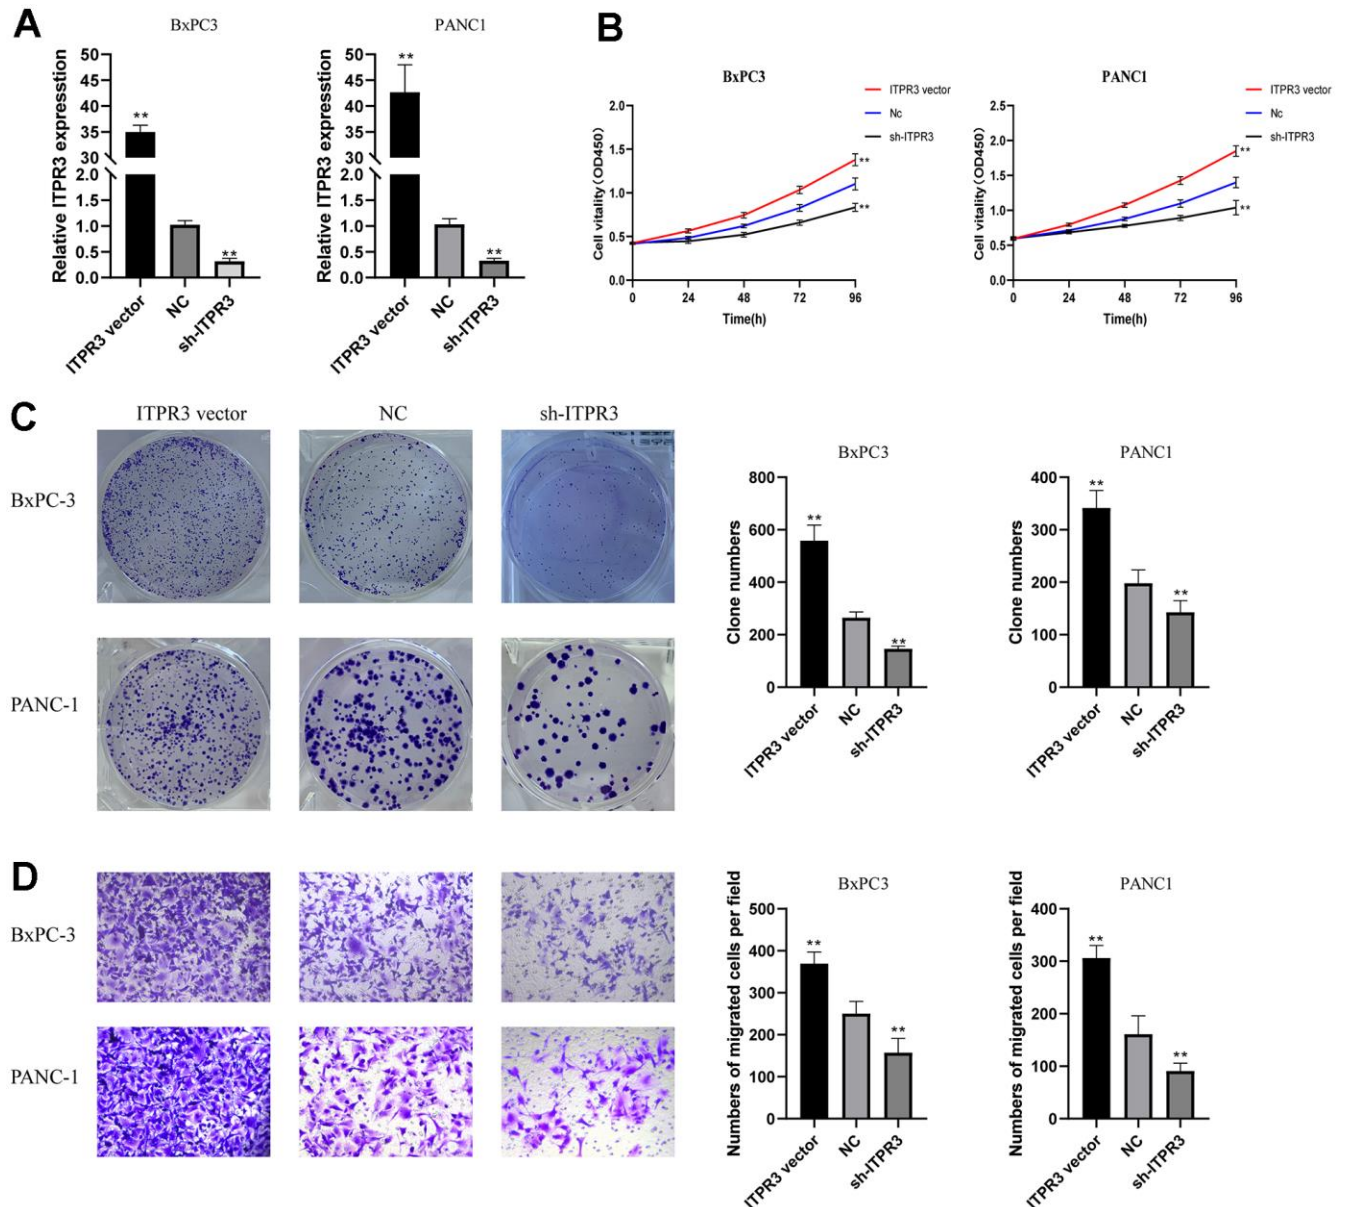 A
BxPC3
Relative ITPR3 expresstion
50
45
40
35
30
2.0
1.5
1.0
0.5
0.0
**
**
ITPR3 vector
NC
sh-ITPR3
PANC1
Relative ITPR3 expresstion
50
45
40
35
30
2.0
1.5
1.0
0.5
0.0
**
**
ITPR3 vector
NC
sh-ITPR3
B
BxPC3
ITPR3 vector
Nc
sh-ITPR3
Cell vitality(OD450)
2.0
1.5
1.0
0.5
0.0
**
**
0 24 48 72 96
Time(h)
PANC1
ITPR3 vector
Nc
sh-ITPR3
Cell vitality(OD450)
2.5
2.0
1.5
1.0
0.5
0.0
**
**
0 24 48 72 96
Time(h)
C
ITPR3 vector NC sh-ITPR3
BxPC-3
PANC-1
BxPC3
Clone numbers
800
600
400
200
0
**
**
ITPR3 vector
NC
sh-ITPR3
PANC1
Clone numbers
400
300
200
100
0
**
**
ITPR3 vector
NC
sh-ITPR3
D
BxPC-3
PANC-1
BxPC3
Numbers of migrated cells per field
500
400
300
200
100
0
**
**
ITPR3 vector
NC
sh-ITPR3
PANC1
Numbers of migrated cells per field
400
300
200
100
0
**
**
ITPR3 vector
NC
sh-ITPR3